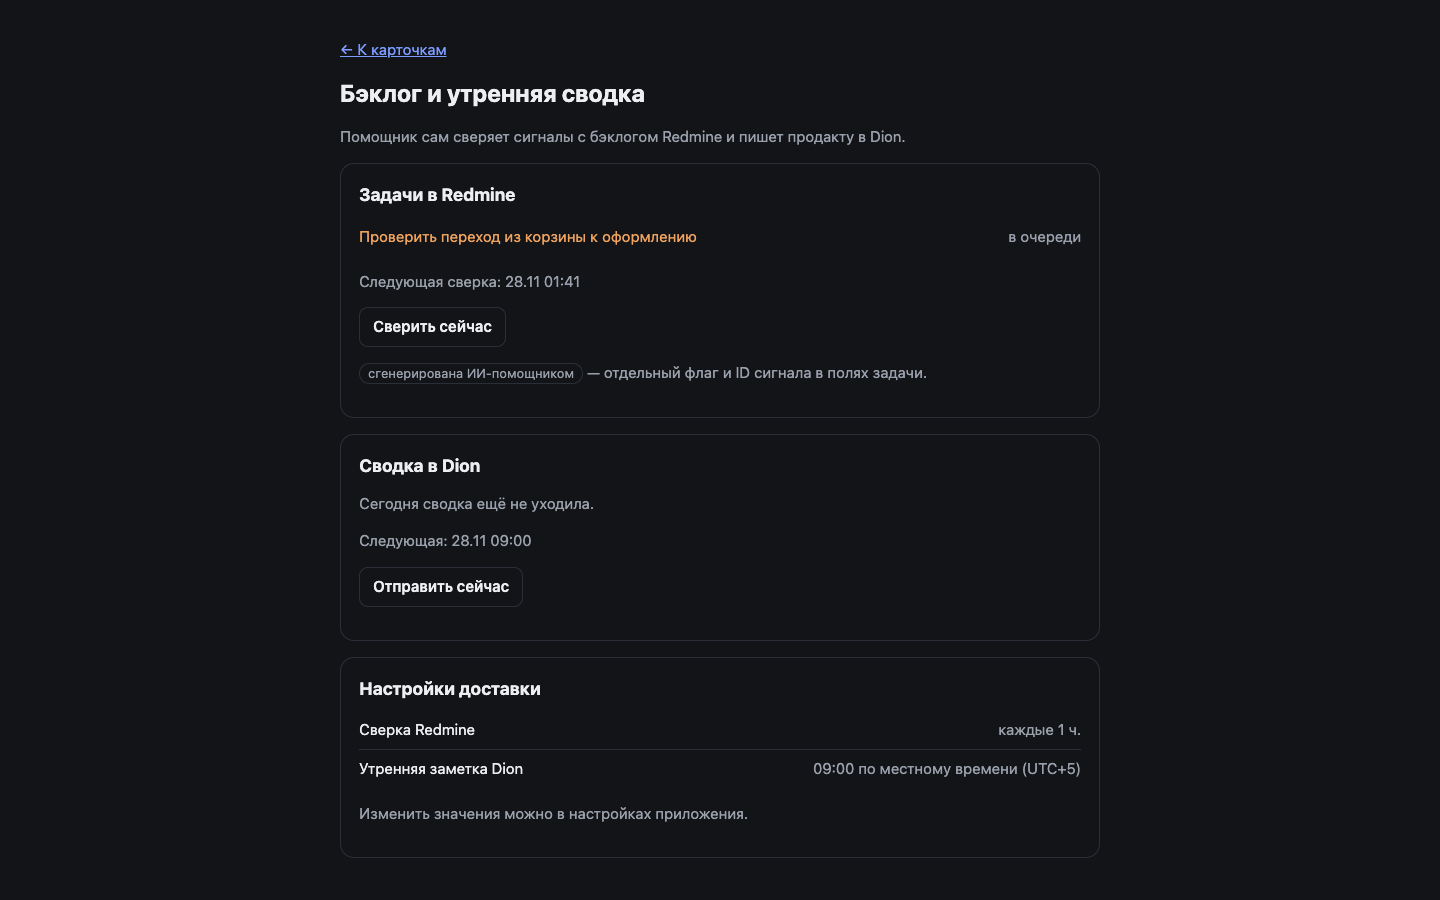 ← К карточкам
Бэклог и утренняя сводка
Помощник сам сверяет сигналы с бэклогом Redmine и пишет продакту в Dion.
Задачи в Redmine
Проверить переход из корзины к оформлению в очереди
Следующая сверка: 28.11 01:41
Сверить сейчас
сгенерирована ИИ-помощником — отдельный флаг и ID сигнала в полях задачи.
Сводка в Dion
Сегодня сводка ещё не уходила.
Следующая: 28.11 09:00
Отправить сейчас
Настройки доставки
Сверка Redmine каждые 1 ч.
Утренняя заметка Dion 09:00 по местному времени (UTC+5)
Изменить значения можно в настройках приложения.